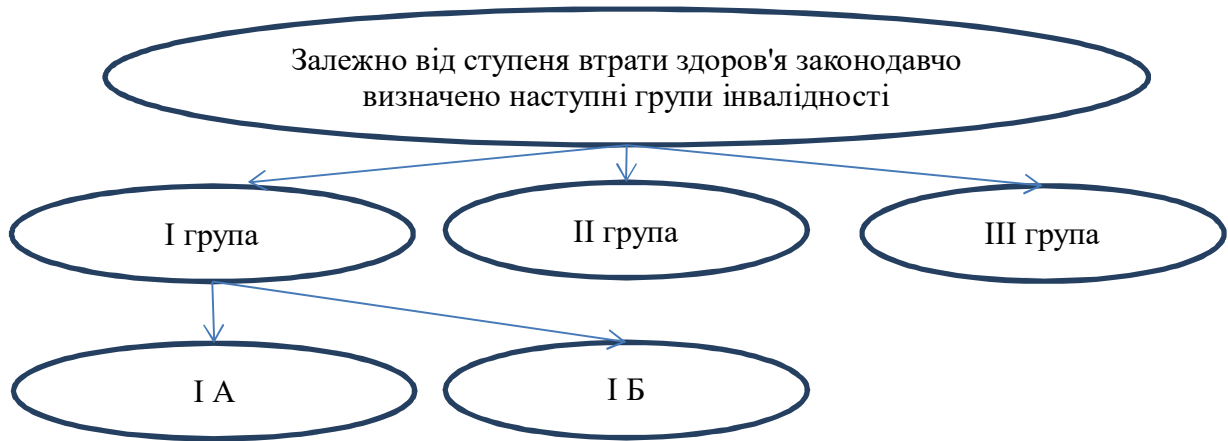 Залежно від ступеня втрати здоров'я законодавчо
визначено наступні групи інвалідності
І група
ІІ група
ІІІ група
І А
І Б